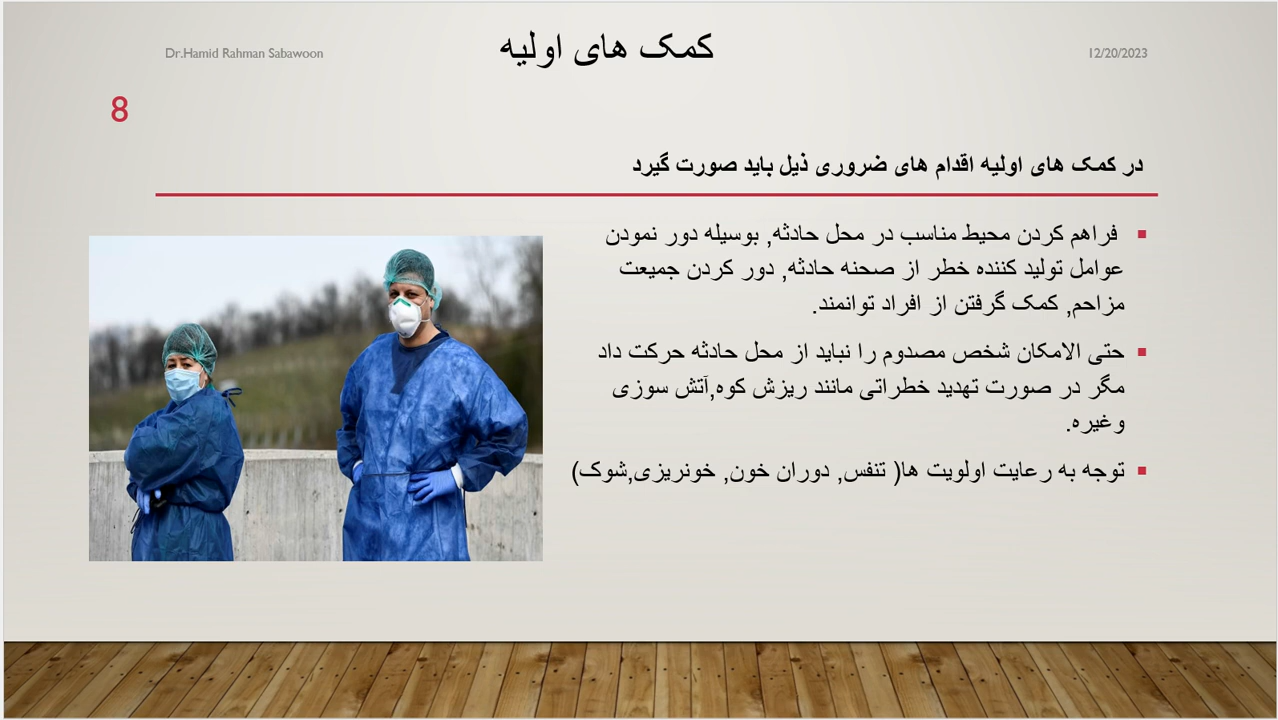 Dr.Hamid Rahman Sabawoon
کمک های اولیه
12/20/2023
8
در کمک های اولیه اقدام های ضروری ذیل باید صورت گیرد
فراهم کردن محیط مناسب در محل حادثه, بوسیله دور نمودن
عوامل تولید کننده خطر از صحنه حادثه, دور کردن جمیعت
مزاحم, کمک گرفتن از افراد توانمند.
حتی الامکان شخص مصدوم را نباید از محل حادثه حرکت داد
مگر در صورت تهدید خطراتی مانند ریزش کوه,آتش سوزی
وغیره.
توجه به رعایت اولویت ها( تنفس, دوران خون, خونریزی,شوک)